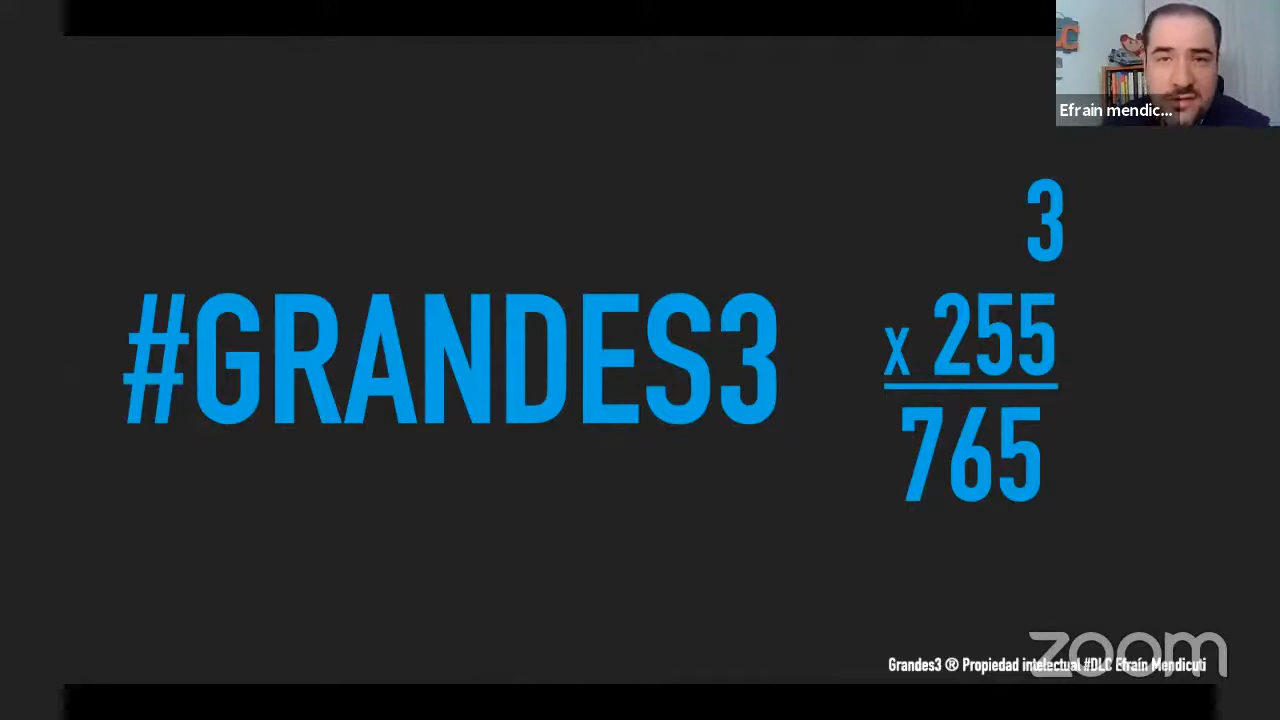 Efrain mendic...
3
#GRANDES3
x 255
765
zoom
Grandes3 ® Propiedad intelectual #DLC Efraín Mendicuti